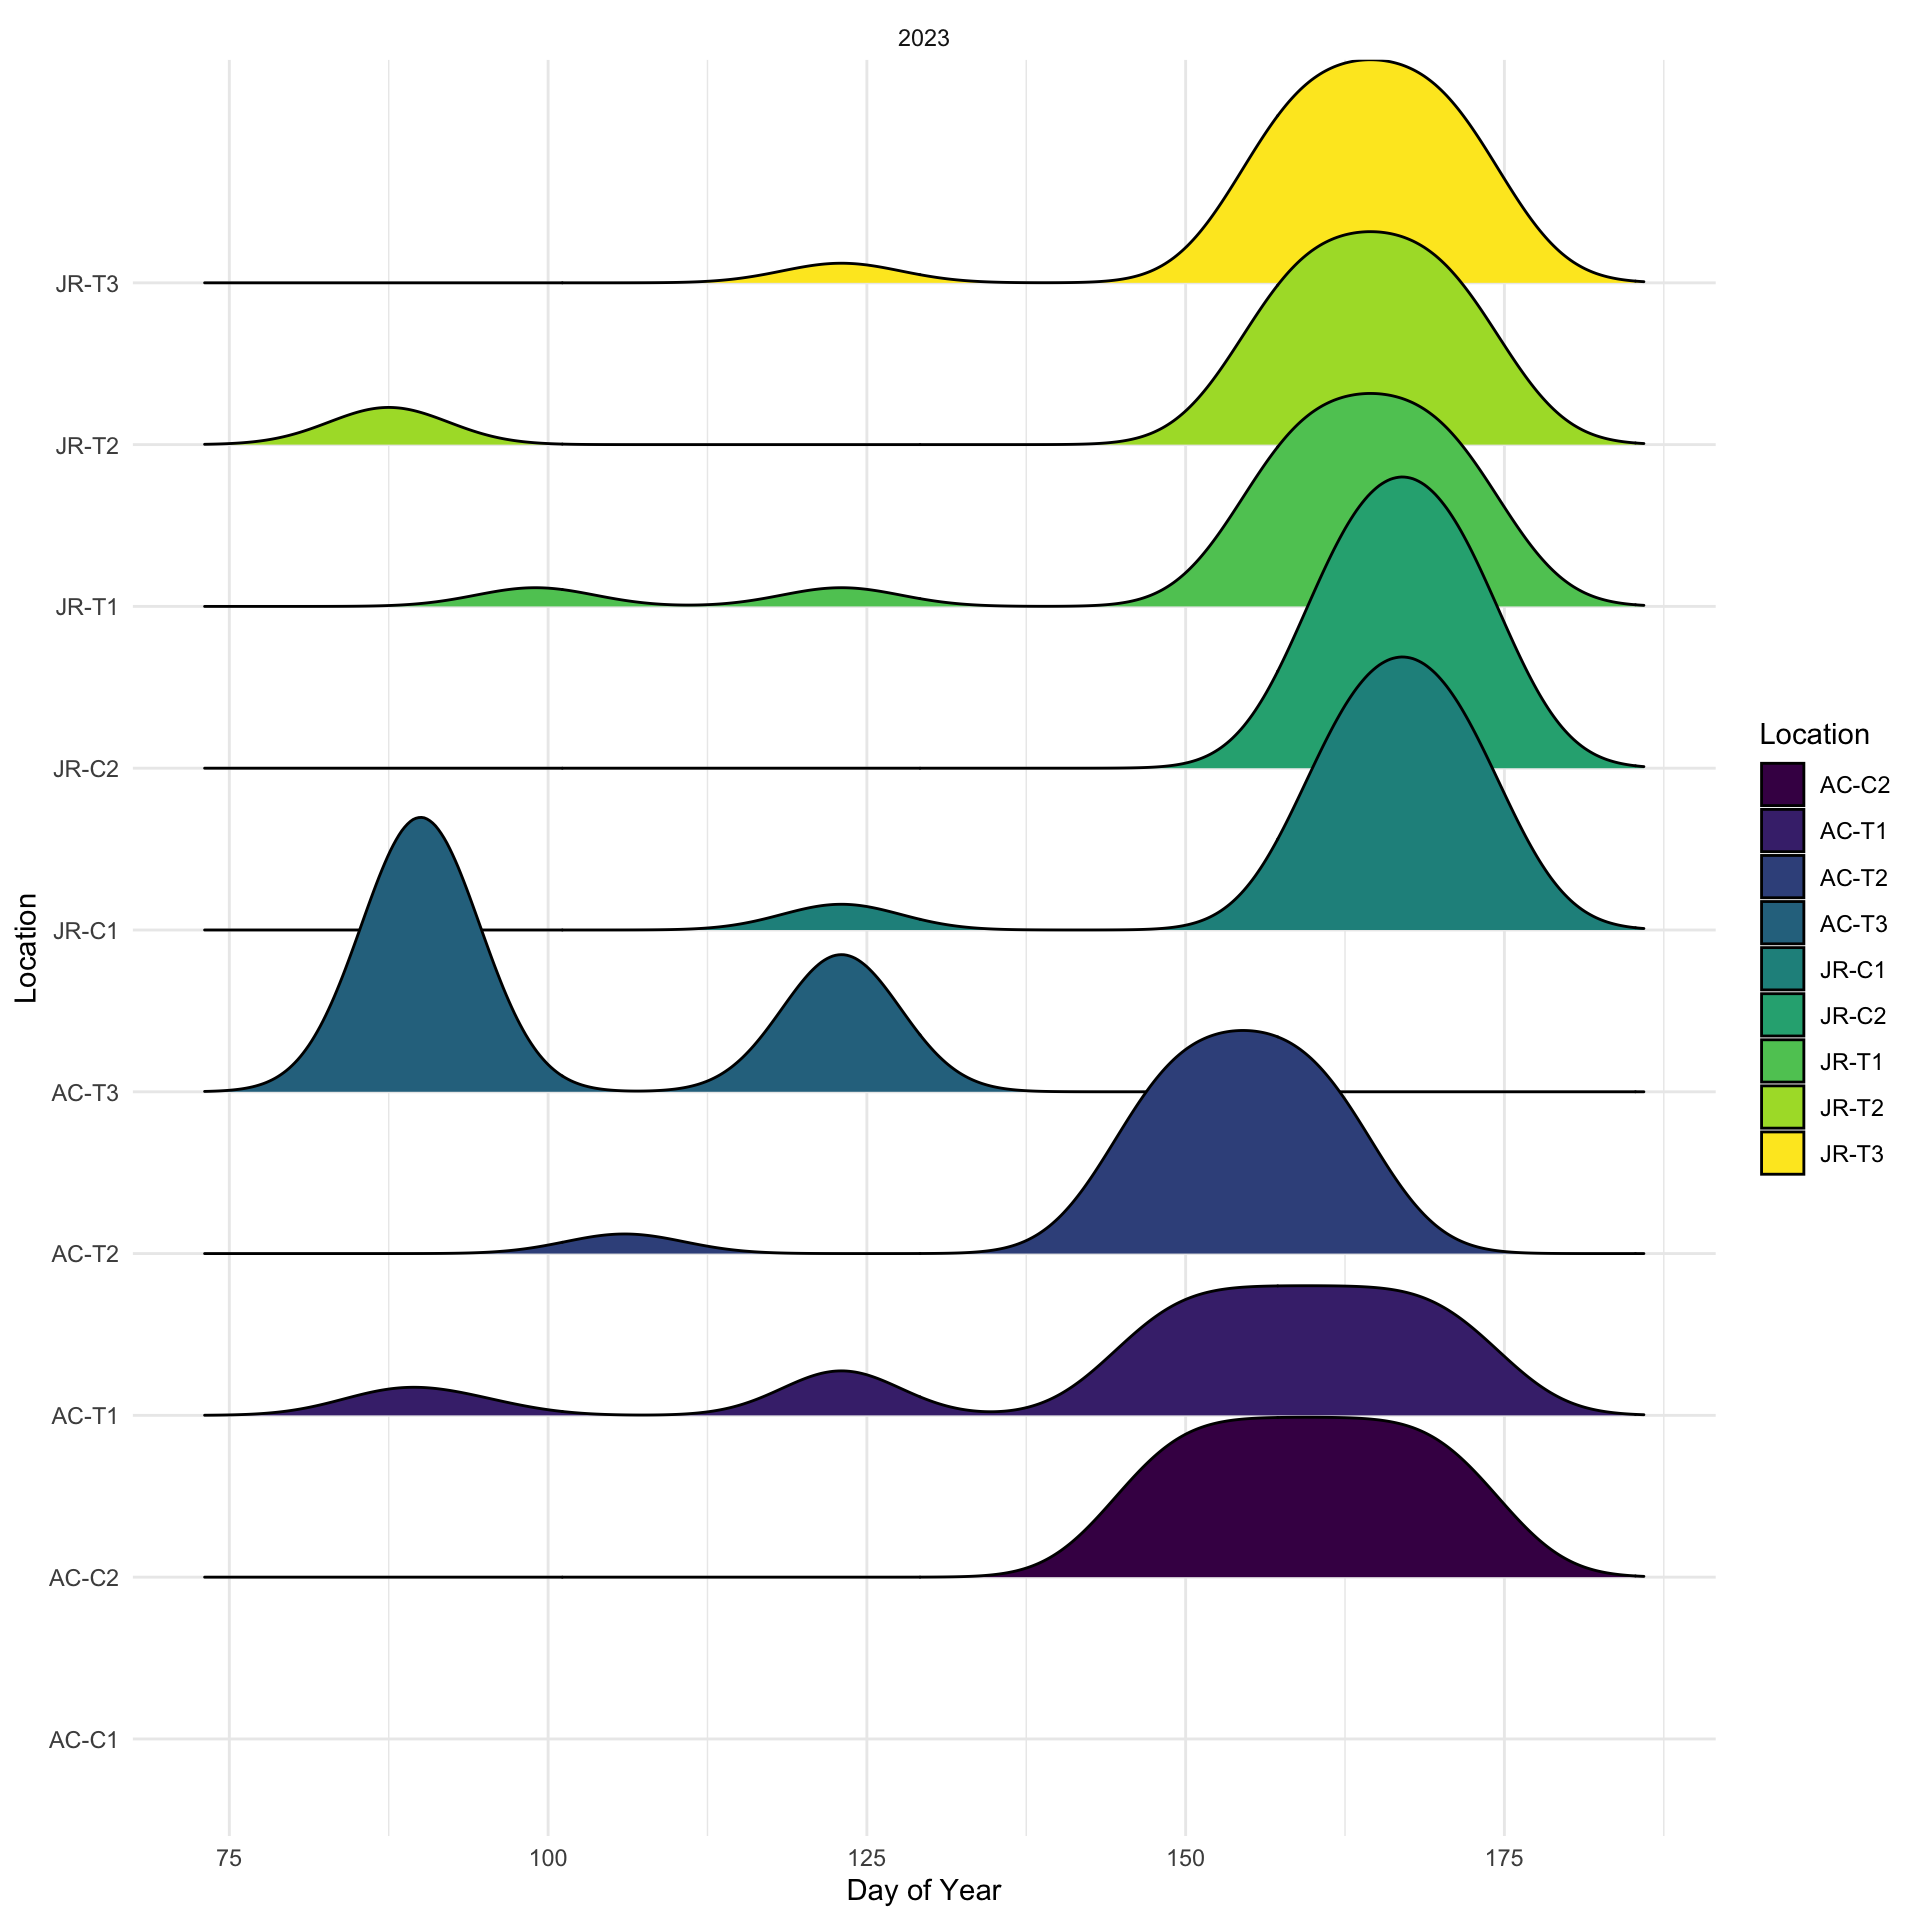 2023
JR-T3
JR-T2
JR-T1
JR-C2
JR-C1
AC-T3
AC-T2
AC-T1
AC-C2
AC-C1
Location
75 100 125 150 175
Day of Year
Location
AC-C2
AC-T1
AC-T2
AC-T3
JR-C1
JR-C2
JR-T1
JR-T2
JR-T3